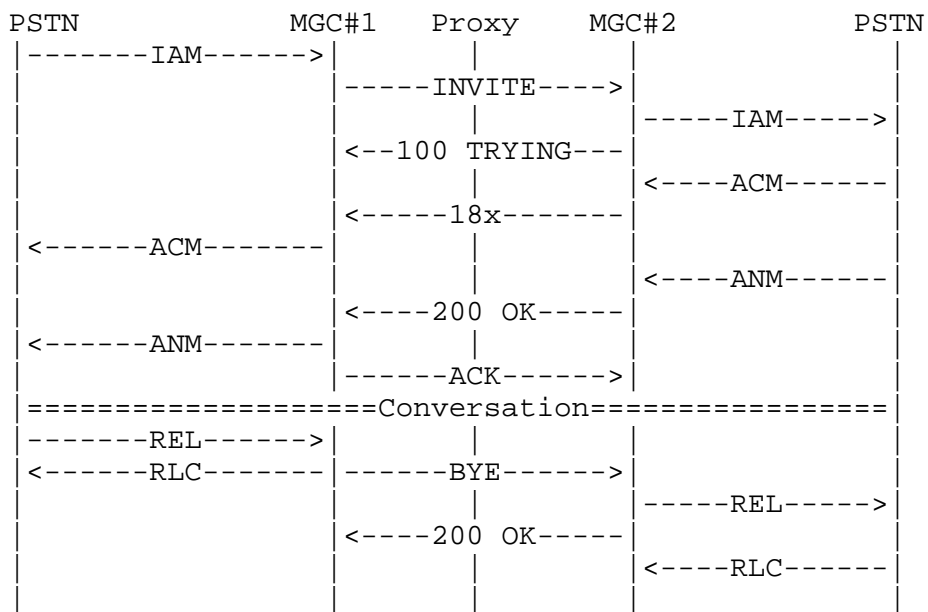 PSTN                MGC#1    Proxy    MGC#2             PSTN
|-------IAM------>|       |        |               |
|                 |-----INVITE---->|               |
|                 |       |        |-----IAM----->|
|                 |<--100 TRYING---|               |
|                 |       |        |<----ACM------|
|                 |<-----18x-------|               |
|<------ACM-------|       |        |               |
|                 |       |        |<----ANM------|
|                 |<----200 OK-----|               |
|<------ANM-------|       |        |               |
|                 |------ACK------>|               |
|====================Conversation=================|
|-------REL------>|       |        |               |
|<------RLC-------|------BYE------>|               |
|                 |       |        |-----REL----->|
|                 |<----200 OK-----|               |
|                 |       |        |<----RLC------|
|                 |       |        |               |